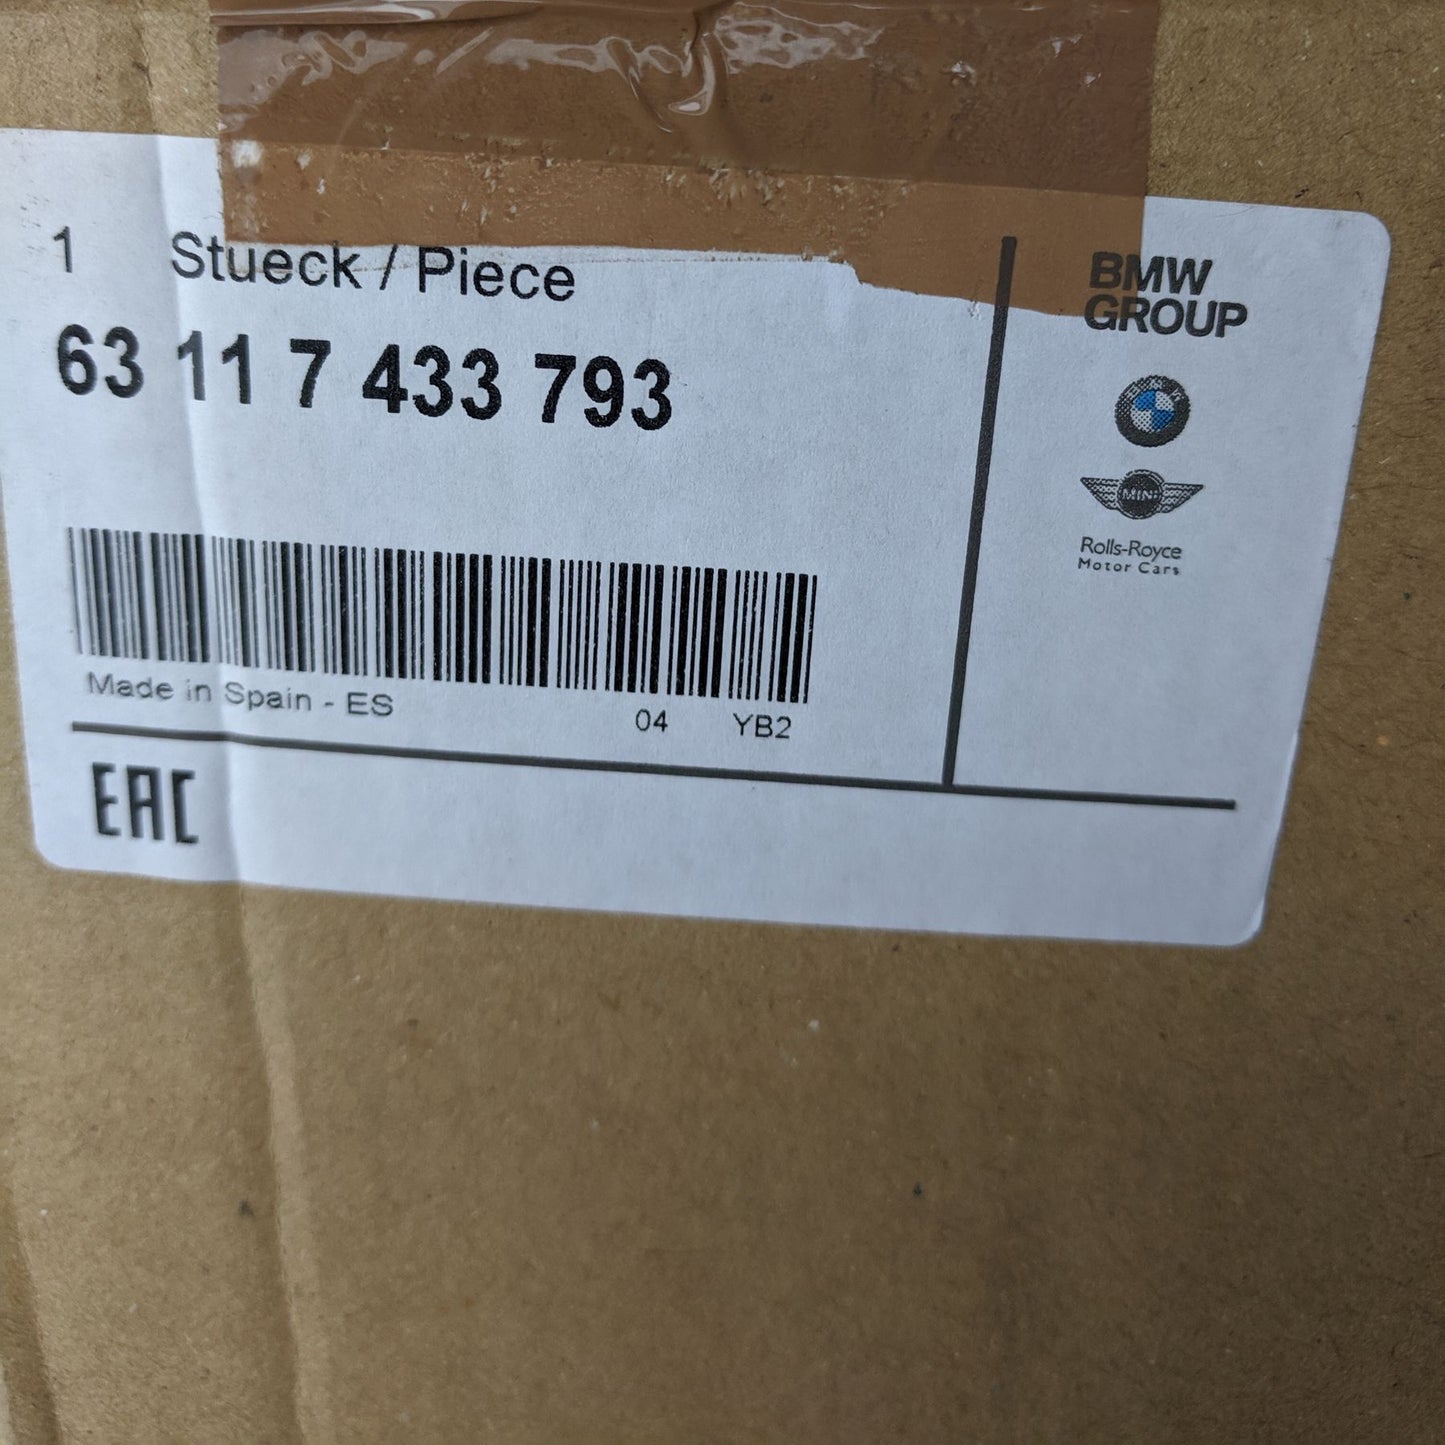 1 Stueck / Piece
63 11 7 433 793
Made in Spain - ES
04 YB2
EAC
BMW
GROUP
MINI
Rolls-Royce
Motor Cars